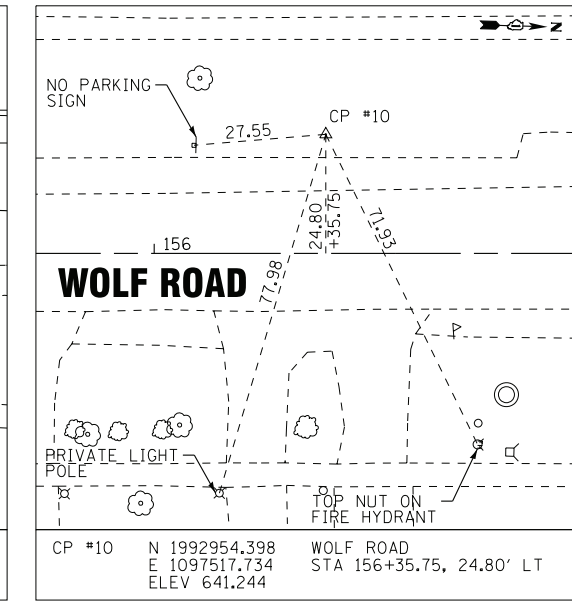 N
NO PARKING
SIGN
CP #10
27.55
24.80
+35.75
71.93
156
WOLF ROAD
77.98
PRIVATE LIGHT
POLE
TOP NUT ON
FIRE HYDRANT
CP #10 N 1992954.398 WOLF ROAD
E 1097517.734 STA 156+35.75, 24.80' LT
ELEV 641.244